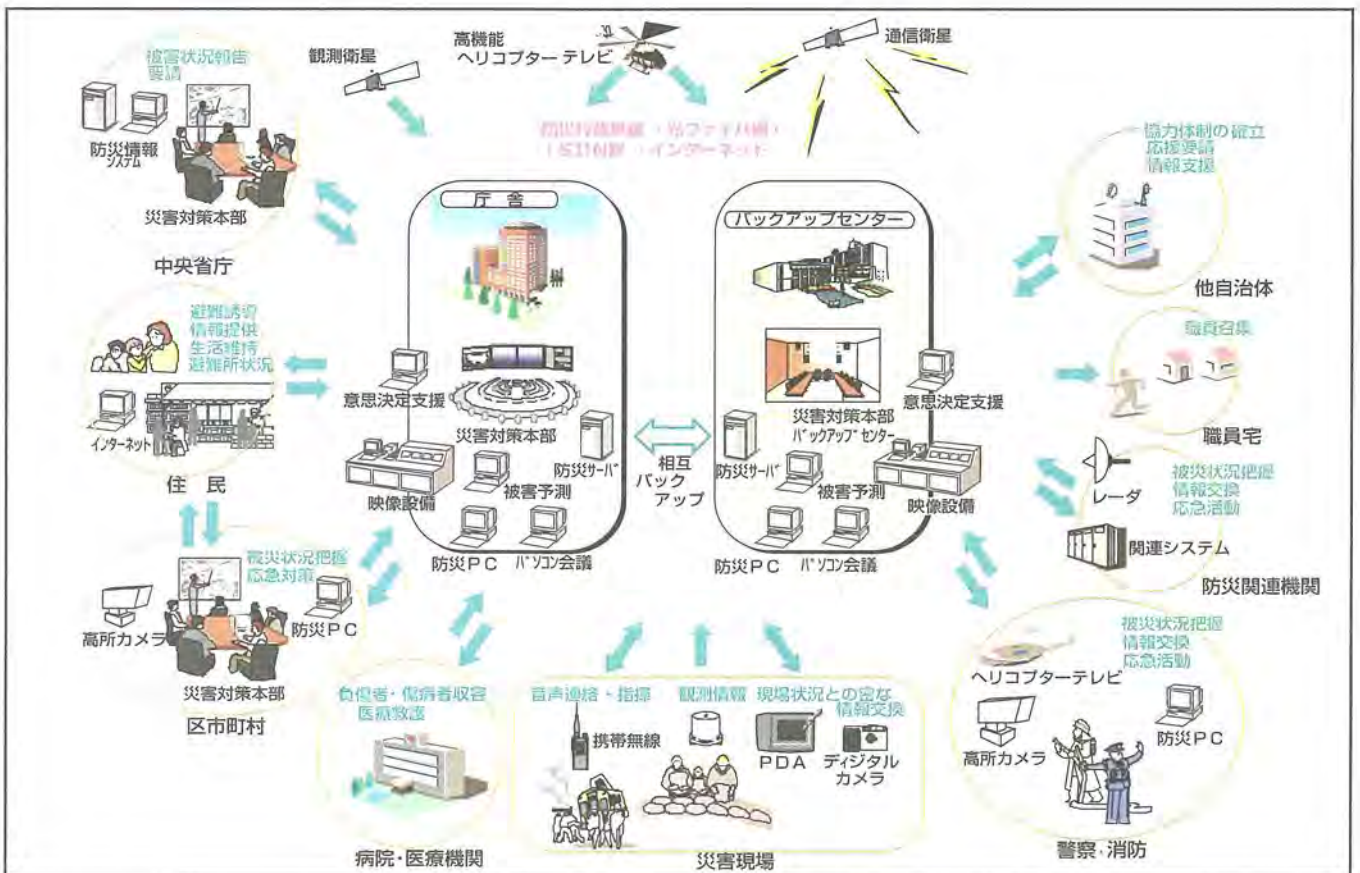 被害状況報告
要請
防災情報
システム
災害対策本部
中央省庁
観測衛星
高機能
ヘリコプターテレビ
通信衛星
・インターネット
協力体制の確立
応援要請
情報支援
他自治体
庁舎
意思決定支援
災害対策本部
防災サーバ
映像設備
被害予測
防災PC
パソコン会議
相互
バック
アップ
バックアップセンター
災害対策本部
バックアップセンター
意思決定支援
防災サーバ
被害予測
映像設備
防災PC
パソコン会議
避難誘導
情報提供
生活維持
避難所状況
インターネット
住民
職員召集
職員宅
レーダ
被災状況把握
情報交換
応急活動
関連システム
防災関連機関
被災状況把握
応急対策
高所カメラ
防災PC
災害対策本部
区市町村
負傷者・傷病者収容
医療救護
病院・医療機関
音声連絡・指揮
携帯無線
観測情報
現場状況との密な
情報交換
PDA
ディジタル
カメラ
災害現場
被災状況把握
情報交換
応急活動
ヘリコプターテレビ
高所カメラ
防災PC
警察・消防